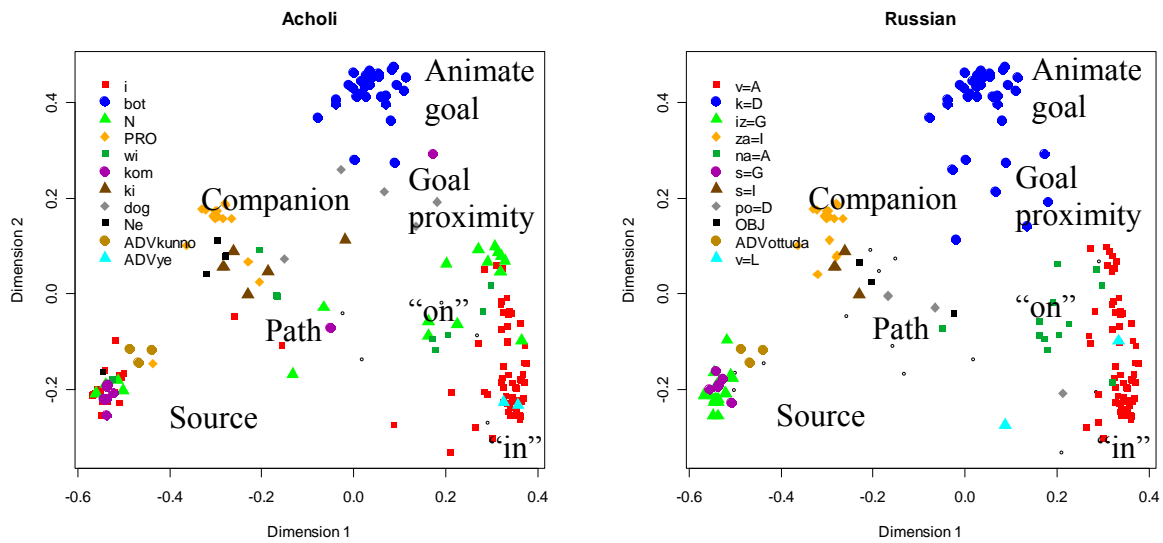 Acholi
Dimension 2
0.4
0.2
0.0
-0.2
i
bot
N
PRO
wi
kom
ki
dog
Ne
ADVkunno
ADVye
Animate
goal
Companion
Goal
proximity
"on"
Path
Source
"in"
-0.6
-0.4
-0.2
0.0
0.2
0.4
Dimension 1
Russian
Dimension 2
0.4
0.2
0.0
-0.2
v=A
k=D
iz=G
za=I
na=A
s=G
s=I
po=D
OBJ
ADVottuda
v=L
Animate
goal
Companion
Goal
proximity
"on"
Path
Source
"in"
-0.6
-0.4
-0.2
0.0
0.2
0.4
Dimension 1